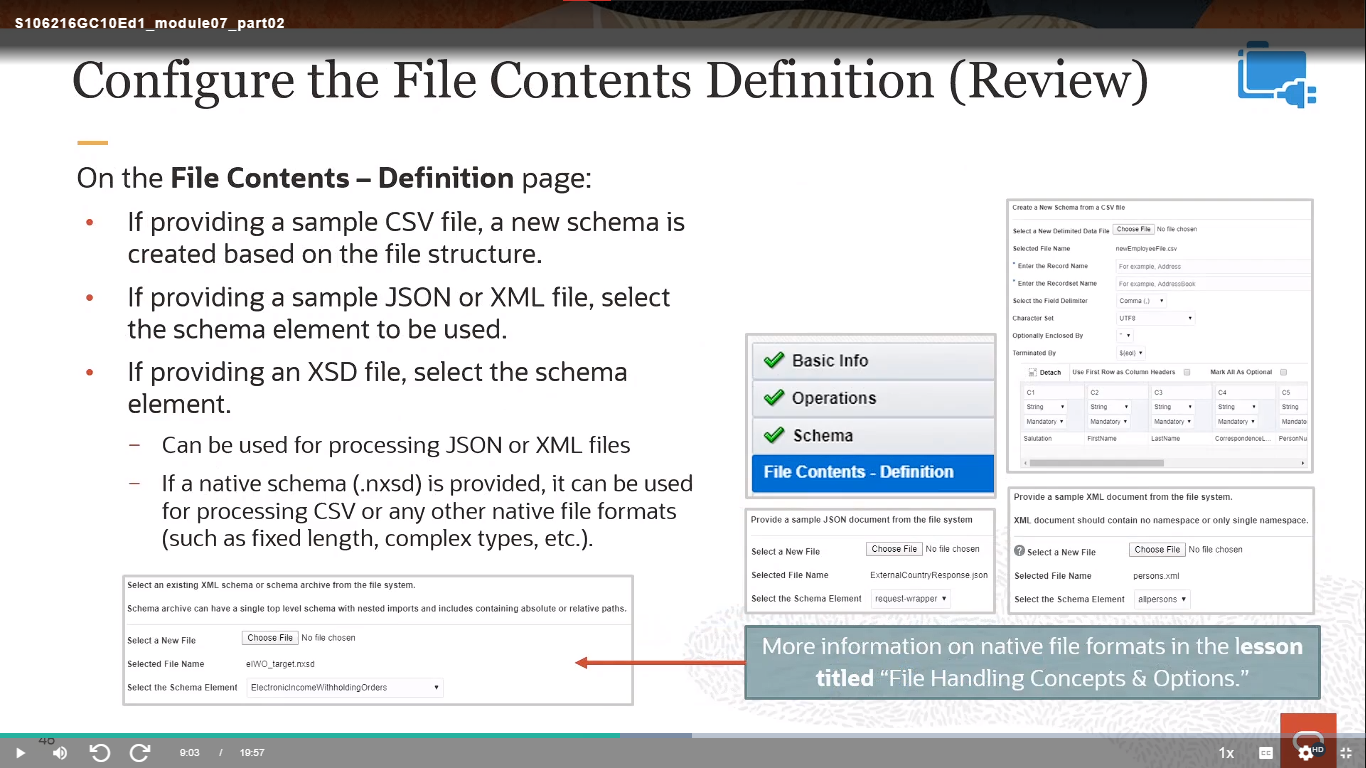 S106216GC10Ed1_module07_part02
Configure the File Contents Definition (Review)
On the File Contents – Definition page:
• If providing a sample CSV file, a new schema is
created based on the file structure.
• If providing a sample JSON or XML file, select
the schema element to be used.
• If providing an XSD file, select the schema
element.
– Can be used for processing JSON or XML files
– If a native schema (.nxsd) is provided, it can be used
for processing CSV or any other native file formats
(such as fixed length, complex types, etc.).
Select an existing XML schema or schema archive from the file system.
Schema archive can have a single top level schema with nested imports and includes containing absolute or relative paths.
Select a New File Choose File No file chosen
Selected File Name eIWO_target.nxsd
Select the Schema Element ElectronicIncomeWithholdingOrders
Basic Info
Operations
Schema
File Contents - Definition
Create a New Schema from a CSV file
Select a New Delimited Data File Choose File No file chosen
Selected File Name newEmployeeFile.csv
* Enter the Record Name For example, Address
* Enter the Recordset Name For example, AddressBook
Select the Field Delimiter Comma (,)
Character Set UTF8
Optionally Enclosed By "
Terminated By ${eol}
Detach Use First Row as Column Headers Mark All As Optional
C1 C2 C3 C4 C5
String String String String String
Mandatory Mandatory Mandatory Mandatory Mandato
Salutation FirstName LastName CorrespondenceL... PersonNu
Provide a sample JSON document from the file system
Select a New File Choose File No file chosen
Selected File Name ExternalCountryResponse.json
Select the Schema Element request-wrapper
Provide a sample XML document from the file system.
XML document should contain no namespace or only single namespace.
? Select a New File Choose File No file chosen
Selected File Name persons.xml
Select the Schema Element allpersons
More information on native file formats in the lesson
titled “File Handling Concepts & Options.”
9:03 / 19:57
1x CC HD